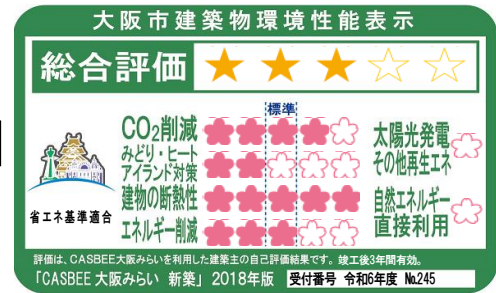 大阪市建築物環境性能表示
総合評価
標準
CO₂削減
みどり・ヒート
アイランド対策
建物の断熱性
エネルギー削減
太陽光発電
その他再生エネ
自然エネルギー
直接利用
省エネ基準適合
評価は、CASBEE大阪みらいを利用した建築主の自己評価結果です。竣工後3年間有効。
「CASBEE大阪みらい 新築」2018年版 受付番号 令和6年度 №245